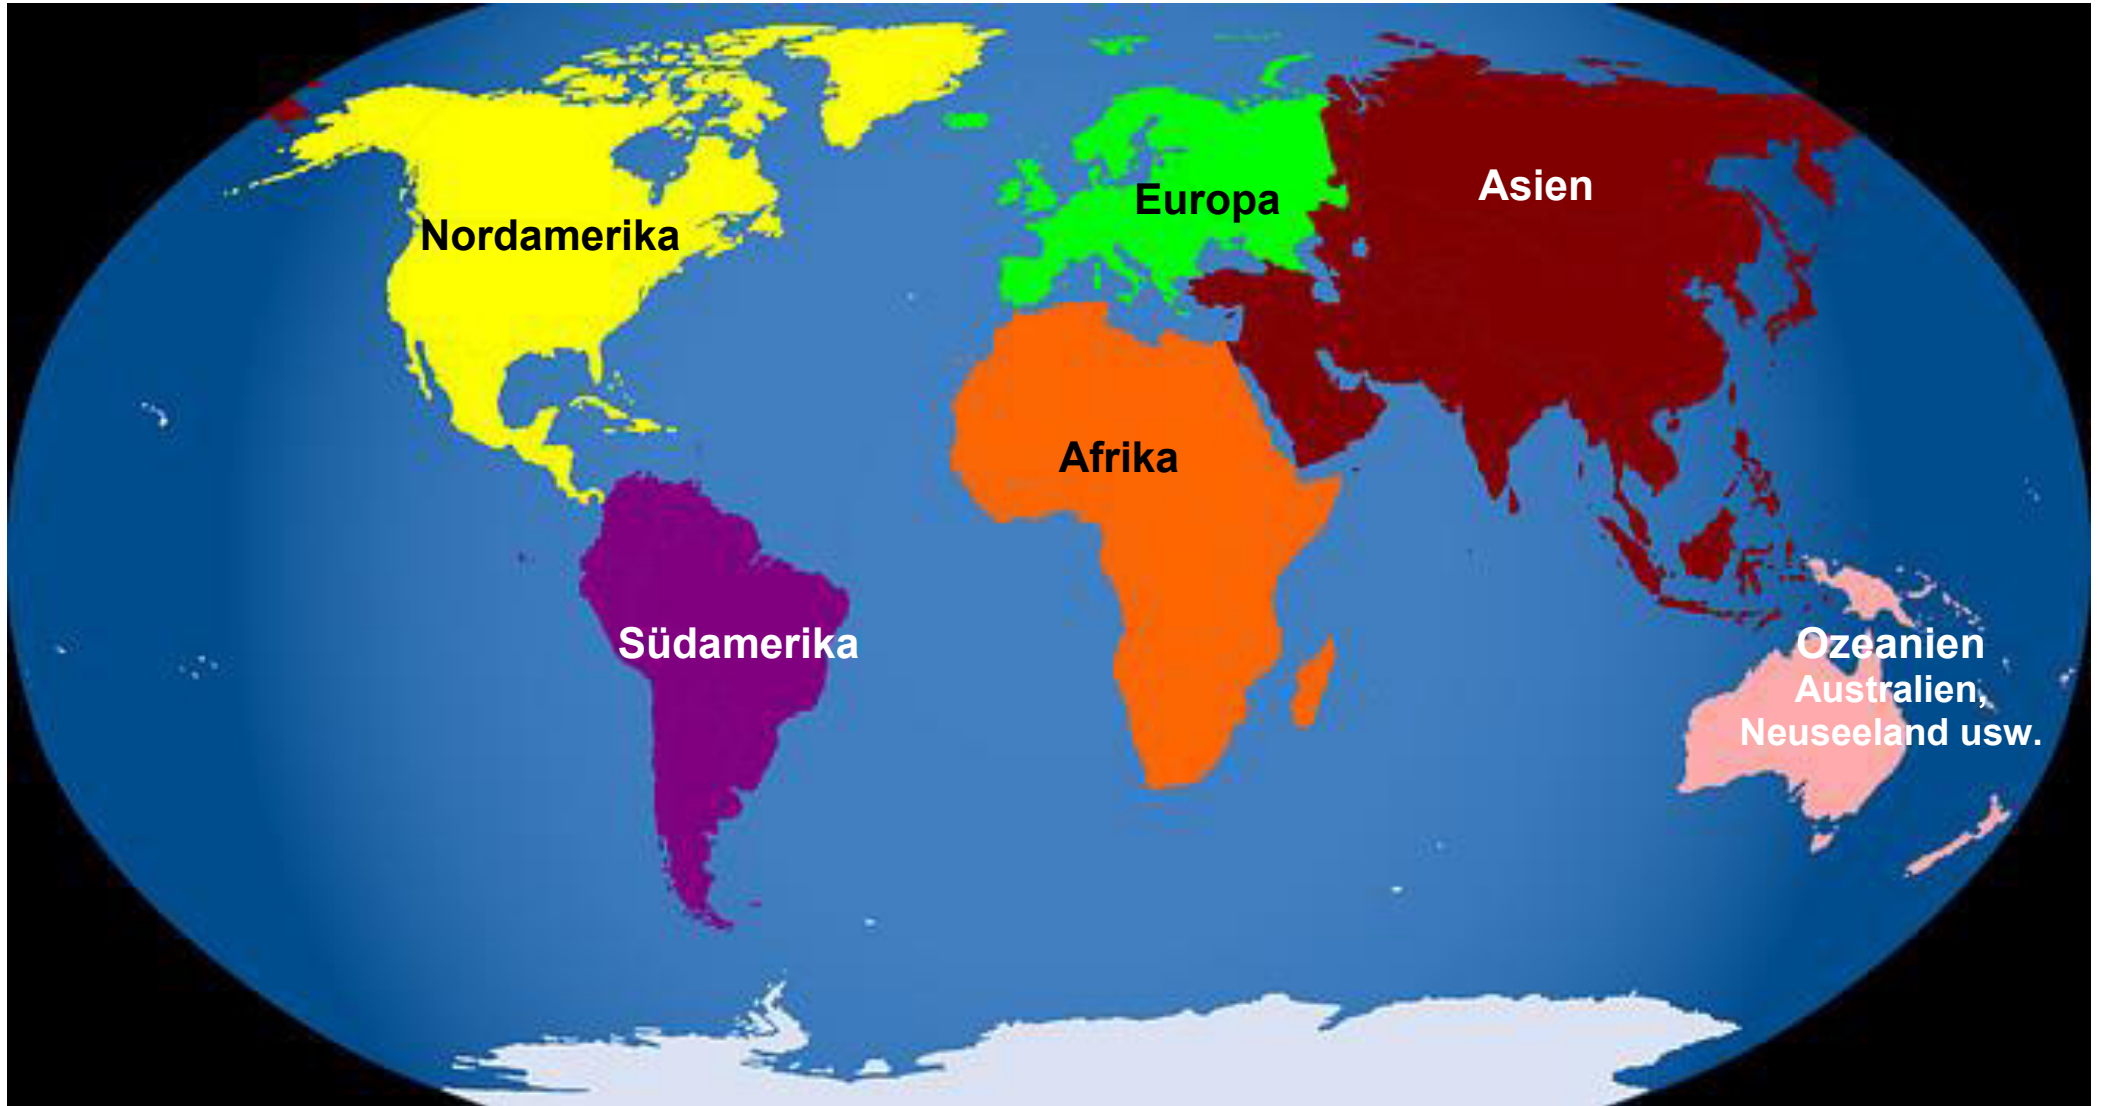 Asien
Europa
Nordamerika
Afrika
Südamerika
Ozeanien
Australien,
Neuseeland usw.